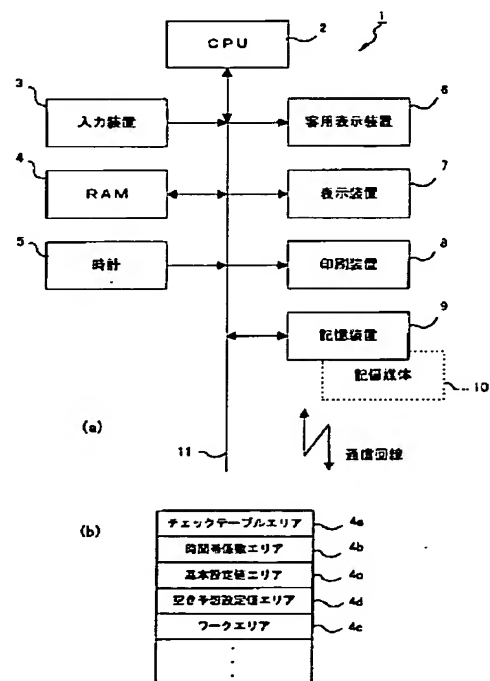 1
CPU
2
3
入力装置
6
客用表示装置
4
RAM
7
表示装置
5
時計
8
印刷装置
9
記憶装置
記憶媒体
10
(a)
11
通信回線
(b)
チェックテーブルエリア
4a
時間帯係数エリア
4b
基本設定値エリア
空き予測設定値エリア
4d
ワークエリア